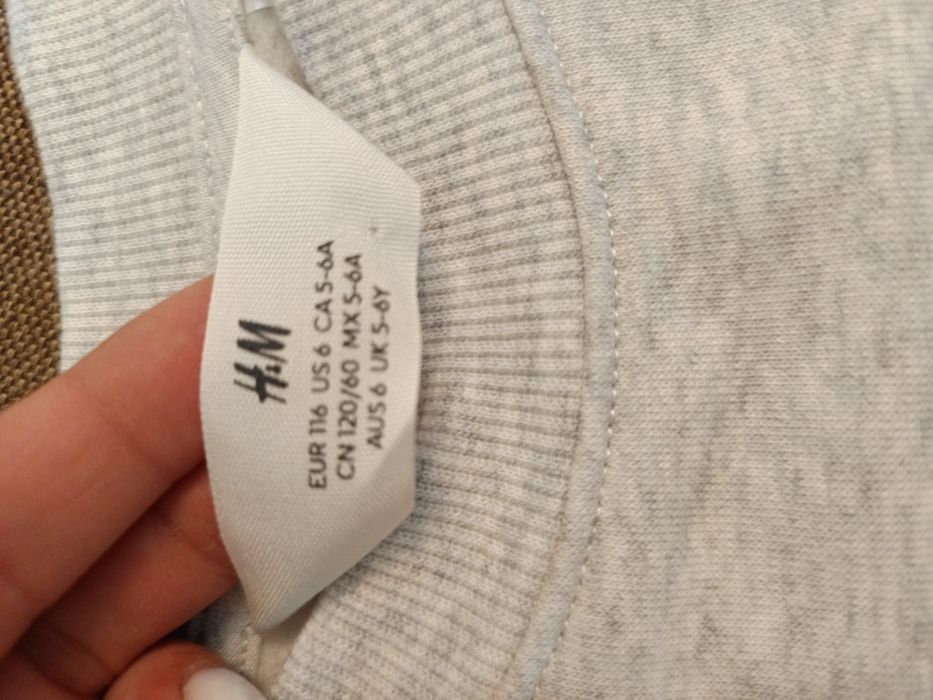 H&M
EUR 116 US 6 CA 5-6A
CN 120/60 MX 5-6A
AUS 6 UK 5-6Y